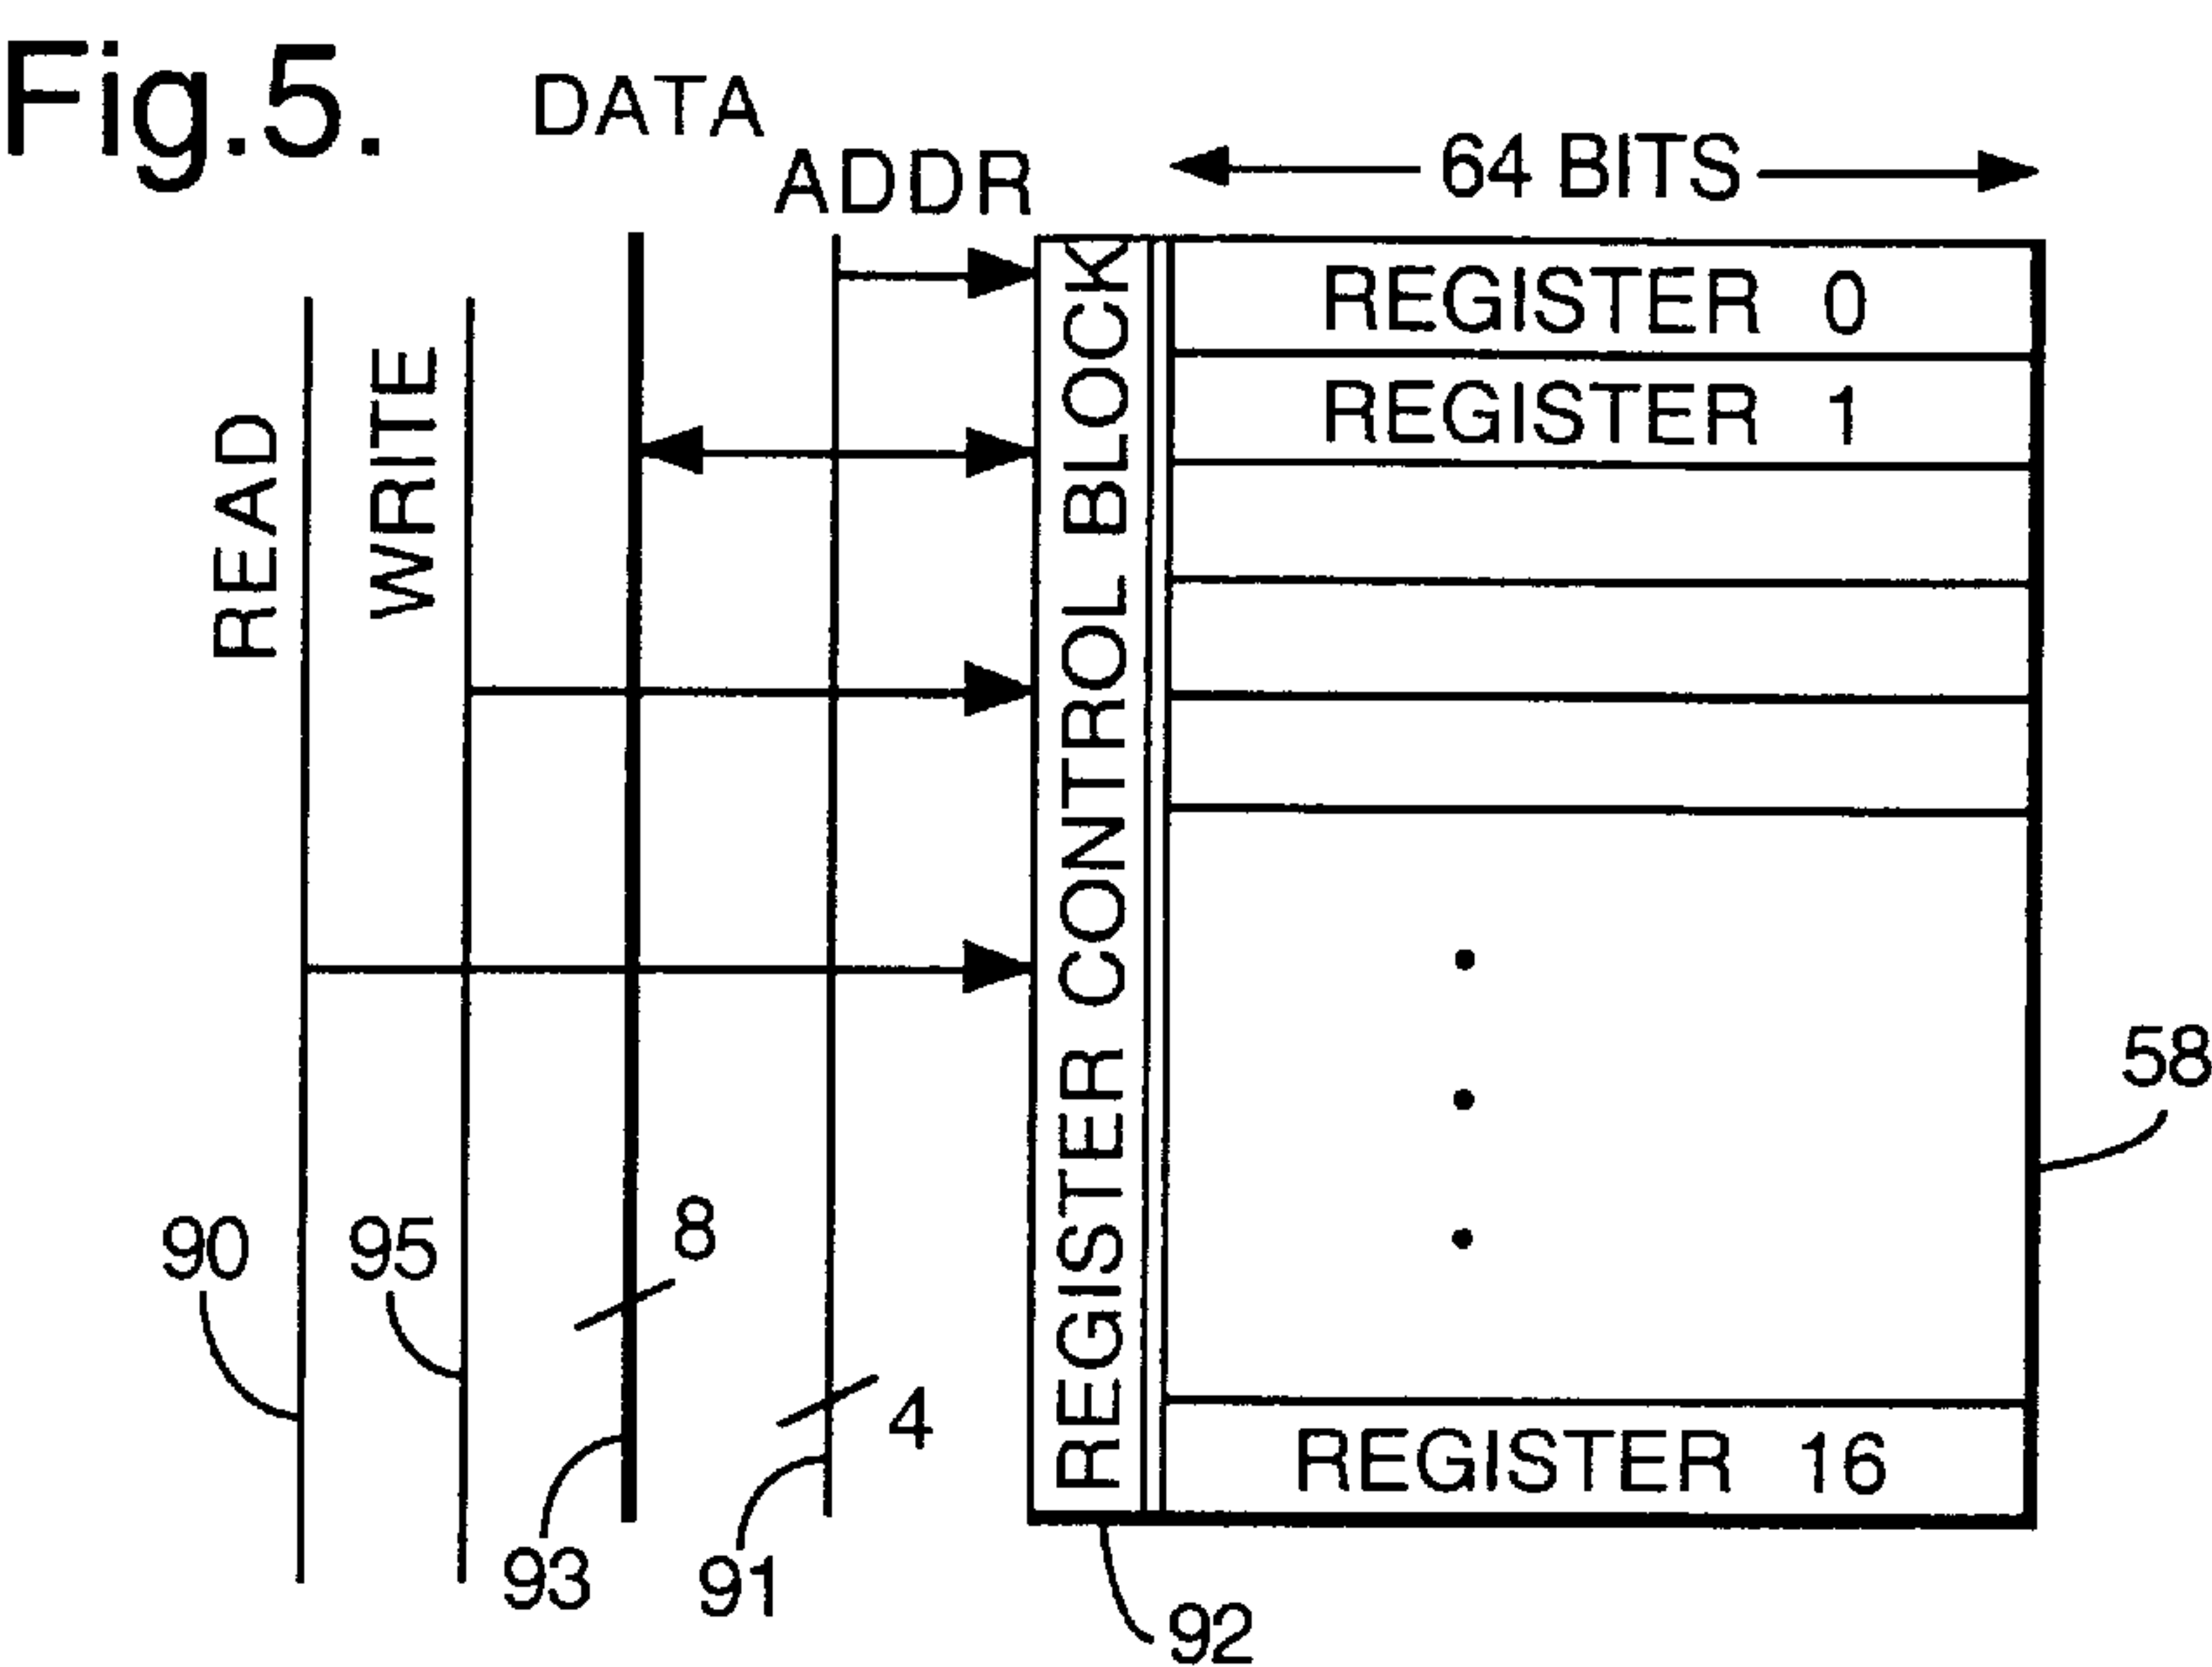 Fig.5.
DATA
ADDR
64 BITS
READ
WRITE
REGISTER CONTROL BLOCK
REGISTER 0
REGISTER 1
58
90
95
8
4
REGISTER 16
93
91
92